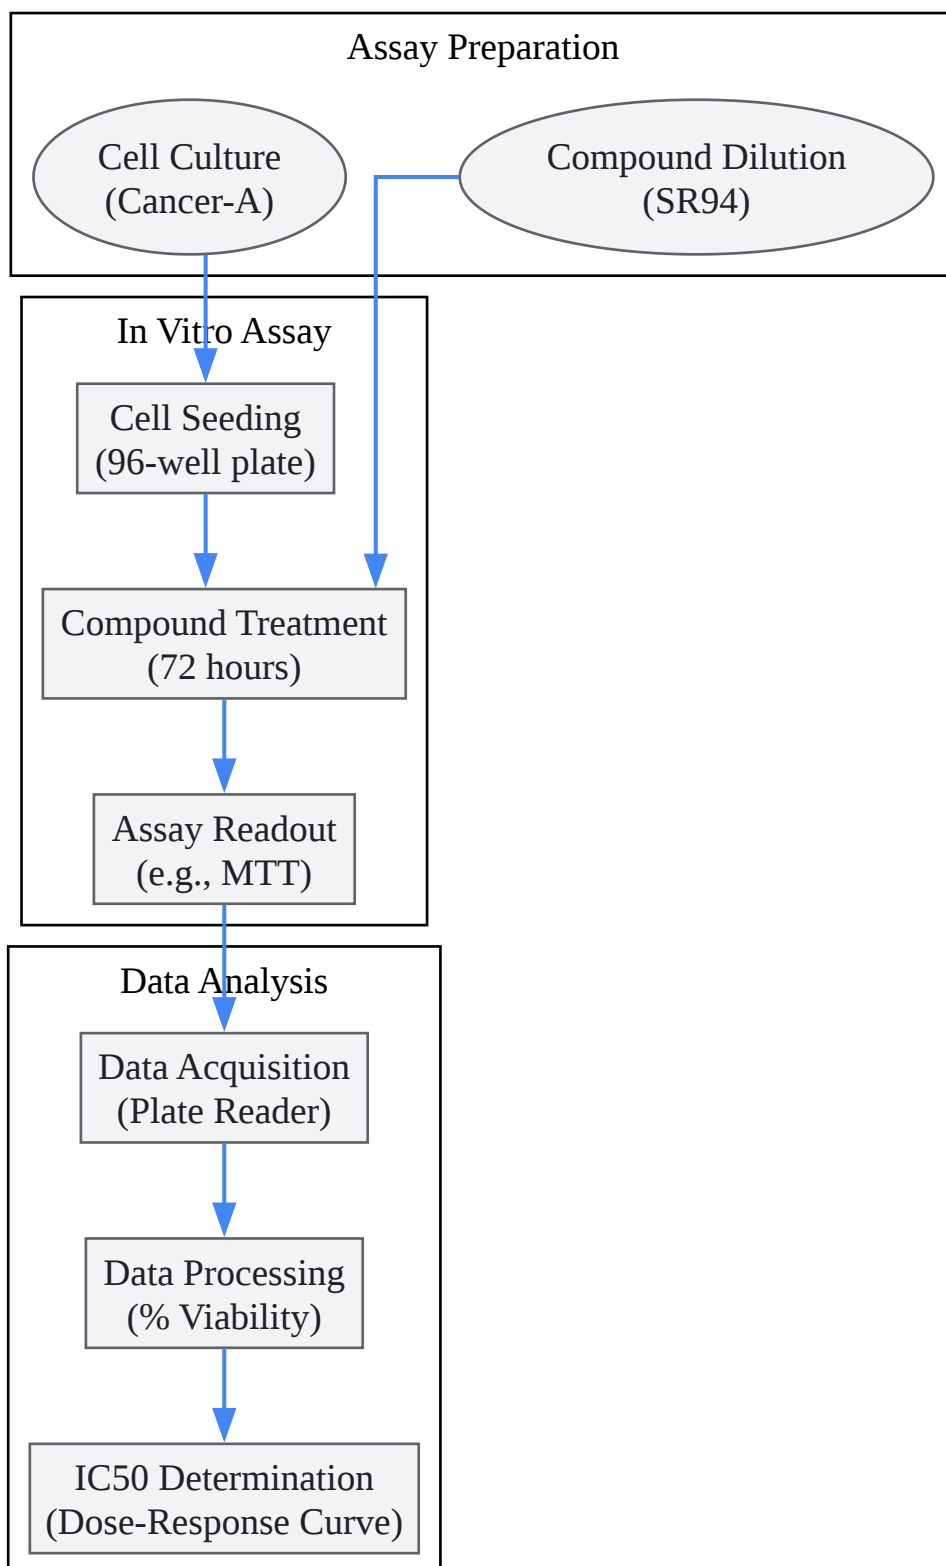 Assay Preparation
Cell Culture
(Cancer-A)
Compound Dilution
(SR94)
In Vitro Assay
Cell Seeding
(96-well plate)
Compound Treatment
(72 hours)
Assay Readout
(e.g., MTT)
Data Analysis
Data Acquisition
(Plate Reader)
Data Processing
(% Viability)
IC50 Determination
(Dose-Response Curve)